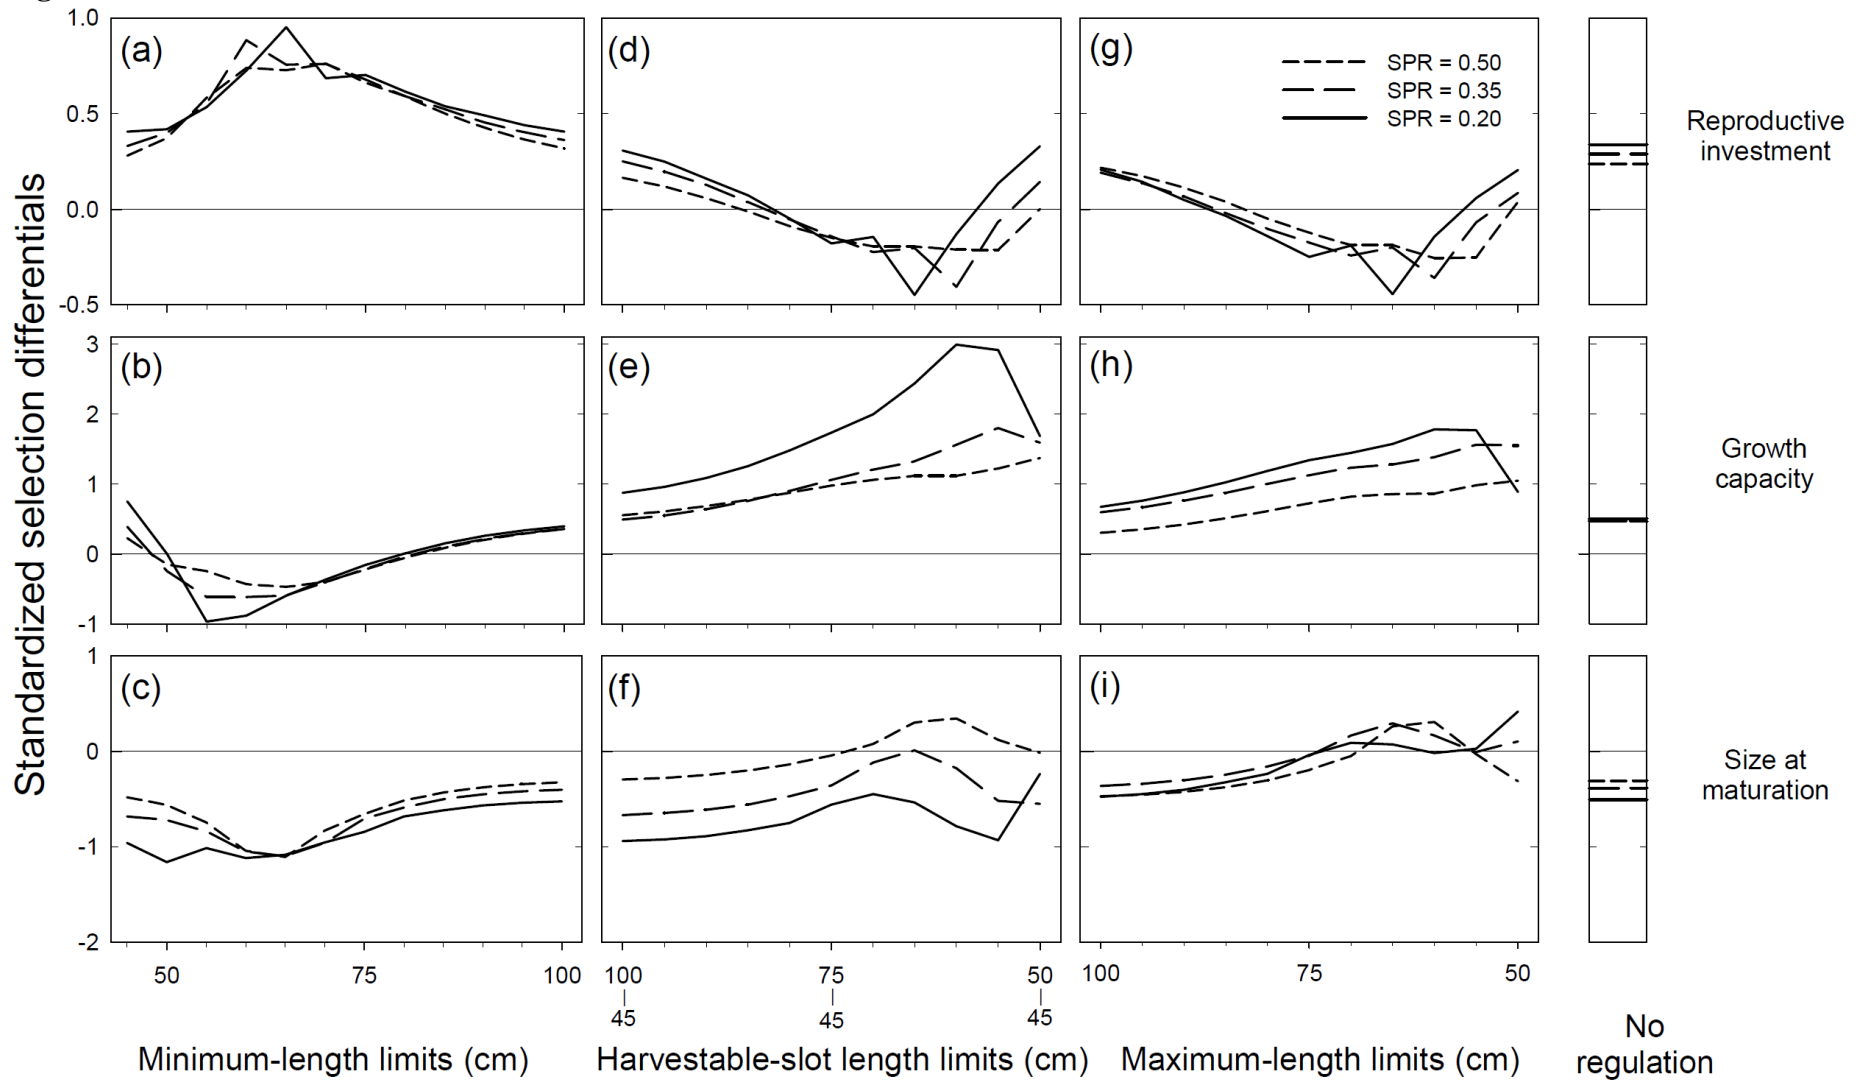 (a)
(d)
(g)
SPR = 0.50
SPR = 0.35
SPR = 0.20
1.0
0.5
0.0
-0.5
Reproductive
investment
(b)
(e)
(h)
3
2
1
0
-1
Growth
capacity
(c)
(f)
(i)
1
0
-1
-2
Size at
maturation
Standardized selection differentials
50
75
100
100
75
50
45
45
45
100
75
50
Minimum-length limits (cm)
Harvestable-slot length limits (cm)
Maximum-length limits (cm)
No
regulation